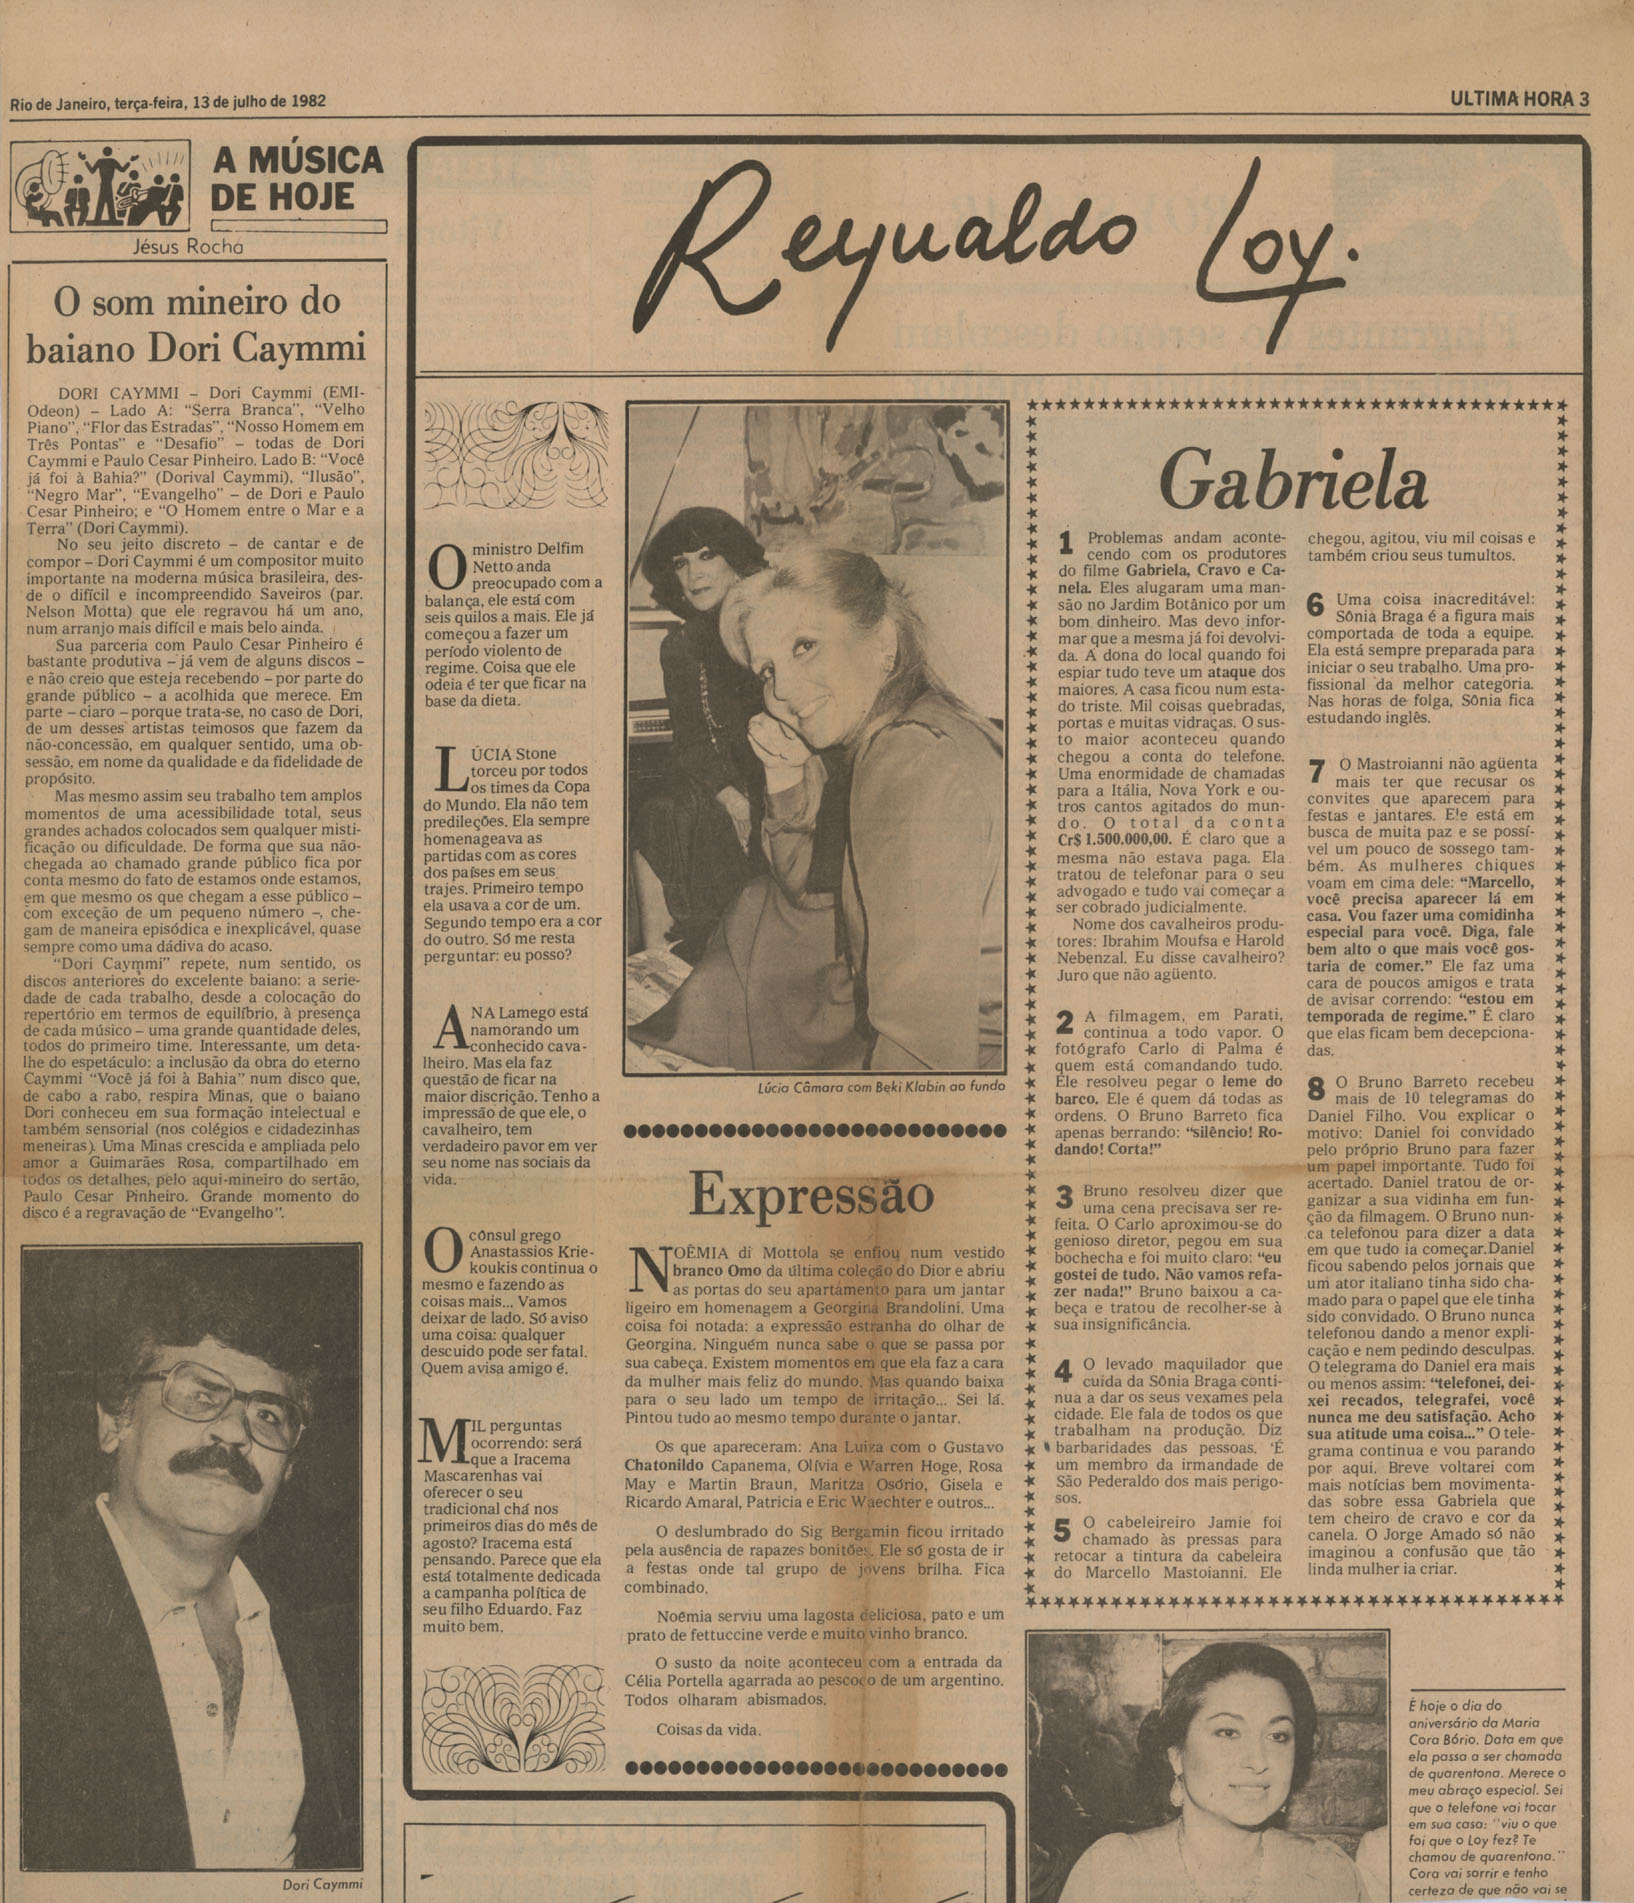 Rio de Janeiro, terça-feira, 13 de julho de 1982
ULTIMA HORA 3
A MÚSICA
DE HOJE
Jésus Rocha
O som mineiro do
baiano Dori Caymmi
DORI CAYMMI – Dori Caymmi (EMI-
Odeon) – Lado A: “Serra Branca”, “Velho
Piano”, “Flor das Estradas”, “Nosso Homem em
Três Pontas” e “Desafio” – todas de Dori
Caymmi e Paulo Cesar Pinheiro. Lado B: “Você
já foi à Bahia?” (Dorival Caymmi), “Ilusão”,
“Negro Mar”, “Evangelho” – de Dori e Paulo
Cesar Pinheiro; e “O Homem entre o Mar e a
Terra” (Dori Caymmi).
No seu jeito discreto – de cantar e de
compor – Dori Caymmi é um compositor muito
importante na moderna música brasileira, des-
de o difícil e incompreendido Saveiros (par.
Nelson Motta) que ele regravou há um ano,
num arranjo mais difícil e mais belo ainda.
Sua parceria com Paulo Cesar Pinheiro é
bastante produtiva – já vem de alguns discos –
e não creio que esteja recebendo – por parte do
grande público – a acolhida que merece. Em
parte – claro – porque trata-se, no caso de Dori,
de um desses artistas teimosos que fazem da
não-concessão, em qualquer sentido, uma ob-
sessão, em nome da qualidade e da fidelidade de
propósito.
Mas mesmo assim seu trabalho tem amplos
momentos de uma acessibilidade total, seus
grandes achados colocados sem qualquer misti-
ficação ou dificuldade. De forma que sua não-
chegada ao chamado grande público fica por
conta mesmo do fato de estamos onde estamos,
em que mesmo os que chegam a esse público –
com exceção de um pequeno número –, che-
gam de maneira episódica e inexplicável, quase
sempre como uma dádiva do acaso.
“Dori Caymmi” repete, num sentido, os
discos anteriores do excelente baiano: a serie-
dade de cada trabalho, desde a colocação do
repertório em termos de equilíbrio, à presença
de cada músico – uma grande quantidade deles,
todos do primeiro time. Interessante, um deta-
lhe do espetáculo: a inclusão da obra do eterno
Caymmi “Você já foi à Bahia” num disco que,
de cabo a rabo, respira Minas, que o baiano
Dori conheceu em sua formação intelectual e
também sensorial (nos colégios e cidadezinhas
meneiras). Uma Minas crescida e ampliada pelo
amor a Guimarães Rosa, compartilhado em
todos os detalhes, pelo aqui-mineiro do sertão,
Paulo Cesar Pinheiro. Grande momento do
disco é a regravação de “Evangelho”.
Dori Caymmi
Reynaldo Loy.
O ministro Delfim
Netto anda
preocupado com a
balança, ele está com
seis quilos a mais. Ele já
começou a fazer um
período violento de
regime. Coisa que ele
odeia é ter que ficar na
base da dieta.
LÚCIA Stone
torceu por todos
os times da Copa
do Mundo. Ela não tem
predileções. Ela sempre
homenageava as
partidas com as cores
dos países em seus
trajes. Primeiro tempo
ela usava a cor de um.
Segundo tempo era a cor
do outro. Só me resta
perguntar: eu posso?
ANA Lamego está
namorando um
conhecido cava-
lheiro. Mas ela faz
questão de ficar na
maior discrição. Tenho a
impressão de que ele, o
cavalheiro, tem
verdadeiro pavor em ver
seu nome nas sociais da
vida.
O cônsul grego
Anastassios Krie-
koukis continua o
mesmo e fazendo as
coisas mais... Vamos
deixar de lado. Só aviso
uma coisa: qualquer
descuido pode ser fatal.
Quem avisa amigo é.
MIL perguntas
ocorrendo: será
que a Iracema
Mascarenhas vai
oferecer o seu
tradicional chá nos
primeiros dias do mês de
agosto? Iracema está
pensando. Parece que ela
está totalmente dedicada
a campanha política de
seu filho Eduardo. Faz
muito bem.
Lúcia Câmara com Beki Klabin ao fundo
Expressão
NOÊMIA di Mottola se enfiou num vestido
branco Omo da última coleção do Dior e abriu
as portas do seu apartamento para um jantar
ligeiro em homenagem a Georgina Brandolini. Uma
coisa foi notada: a expressão estranha do olhar de
Georgina. Ninguém nunca sabe o que se passa por
sua cabeça. Existem momentos em que ela faz a cara
da mulher mais feliz do mundo. Mas quando baixa
para o seu lado um tempo de irritação... Sei lá.
Pintou tudo ao mesmo tempo durante o jantar.
Os que apareceram: Ana Luiza com o Gustavo
Chatonildo Capanema, Olívia e Warren Hoge, Rosa
May e Martin Braun, Maritza Osório, Gisela e
Ricardo Amaral, Patricia e Eric Waechter e outros...
O deslumbrado do Sig Bergamin ficou irritado
pela ausência de rapazes bonitões. Ele só gosta de ir
a festas onde tal grupo de jovens brilha. Fica
combinado.
Noêmia serviu uma lagosta deliciosa, pato e um
prato de fettuccine verde e muito vinho branco.
O susto da noite aconteceu com a entrada da
Célia Portella agarrada ao pescoço de um argentino.
Todos olharam abismados.
Coisas da vida.
Gabriela
1 Problemas andam aconte-
cendo com os produtores
do filme Gabriela, Cravo e Ca-
nela. Eles alugaram uma man-
são no Jardim Botânico por um
bom dinheiro. Mas devo infor-
mar que a mesma já foi devolvi-
da. A dona do local quando foi
espiar tudo teve um ataque dos
maiores. A casa ficou num esta-
do triste. Mil coisas quebradas,
portas e muitas vidraças. O sus-
to maior aconteceu quando
chegou a conta do telefone.
Uma enormidade de chamadas
para a Itália, Nova York e ou-
tros cantos agitados do mun-
do. O total da conta
Cr$ 1.500.000,00. É claro que a
mesma não estava paga. Ela
tratou de telefonar para o seu
advogado e tudo vai começar a
ser cobrado judicialmente.
Nome dos cavalheiros produ-
tores: Ibrahim Moufsa e Harold
Nebenzal. Eu disse cavalheiro?
Juro que não agüento.
2 A filmagem, em Parati,
continua a todo vapor. O
fotógrafo Carlo di Palma é
quem está comandando tudo.
Ele resolveu pegar o leme do
barco. Ele é quem dá todas as
ordens. O Bruno Barreto fica
apenas berrando: “silêncio! Ro-
dando! Corta!”
3 Bruno resolveu dizer que
uma cena precisava ser re-
feita. O Carlo aproximou-se do
genioso diretor, pegou em sua
bochecha e foi muito claro: “eu
gostei de tudo. Não vamos refa-
zer nada!” Bruno baixou a ca-
beça e tratou de recolher-se à
sua insignificância.
4 O levado maquilador que
cuida da Sônia Braga conti-
nua a dar os seus vexames pela
cidade. Ele fala de todos os que
trabalham na produção. Diz
barbaridades das pessoas. É
um membro da irmandade de
São Pederaldo dos mais perigo-
sos.
5 O cabeleireiro Jamie foi
chamado às pressas para
retocar a tintura da cabeleira
do Marcello Mastoianni. Ele
chegou, agitou, viu mil coisas e
também criou seus tumultos.
6 Uma coisa inacreditável:
Sônia Braga é a figura mais
comportada de toda a equipe.
Ela está sempre preparada para
iniciar o seu trabalho. Uma pro-
fissional da melhor categoria.
Nas horas de folga, Sônia fica
estudando inglês.
7 O Mastroianni não agüenta
mais ter que recusar os
convites que aparecem para
festas e jantares. Ele está em
busca de muita paz e se possí-
vel um pouco de sossego tam-
bém. As mulheres chiques
voam em cima dele: “Marcello,
você precisa aparecer lá em
casa. Vou fazer uma comidinha
especial para você. Diga, fale
bem alto o que mais você gos-
taria de comer.” Ele faz uma
cara de poucos amigos e trata
de avisar correndo: “estou em
temporada de regime.” É claro
que elas ficam bem decepciona-
das.
8 O Bruno Barreto recebeu
mais de 10 telegramas do
Daniel Filho. Vou explicar o
motivo: Daniel foi convidado
pelo próprio Bruno para fazer
um papel importante. Tudo foi
acertado. Daniel tratou de or-
ganizar a sua vidinha em fun-
ção da filmagem. O Bruno nun-
ca telefonou para dizer a data
em que tudo ia começar.Daniel
ficou sabendo pelos jornais que
um ator italiano tinha sido cha-
mado para o papel que ele tinha
sido convidado. O Bruno nunca
telefonou dando a menor expli-
cação e nem pedindo desculpas.
O telegrama do Daniel era mais
ou menos assim: “telefonei, dei-
xei recados, telegrafei, você
nunca me deu satisfação. Acho
sua atitude uma coisa...” O tele-
grama continua e vou parando
por aqui. Breve voltarei com
mais notícias bem movimenta-
das sobre essa Gabriela que
tem cheiro de cravo e cor da
canela. O Jorge Amado só não
imaginou a confusão que tão
linda mulher ia criar.
É hoje o dia do
aniversário da Maria
Cora Bório. Data em que
ela passa a ser chamada
de quarentona. Merece o
meu abraço especial. Sei
que o telefone vai tocar
em sua casa: “viu o que
foi que o Loy fez? Te
chamou de quarentona.”
Cora vai sorrir e tenho
certeza de que não vai se